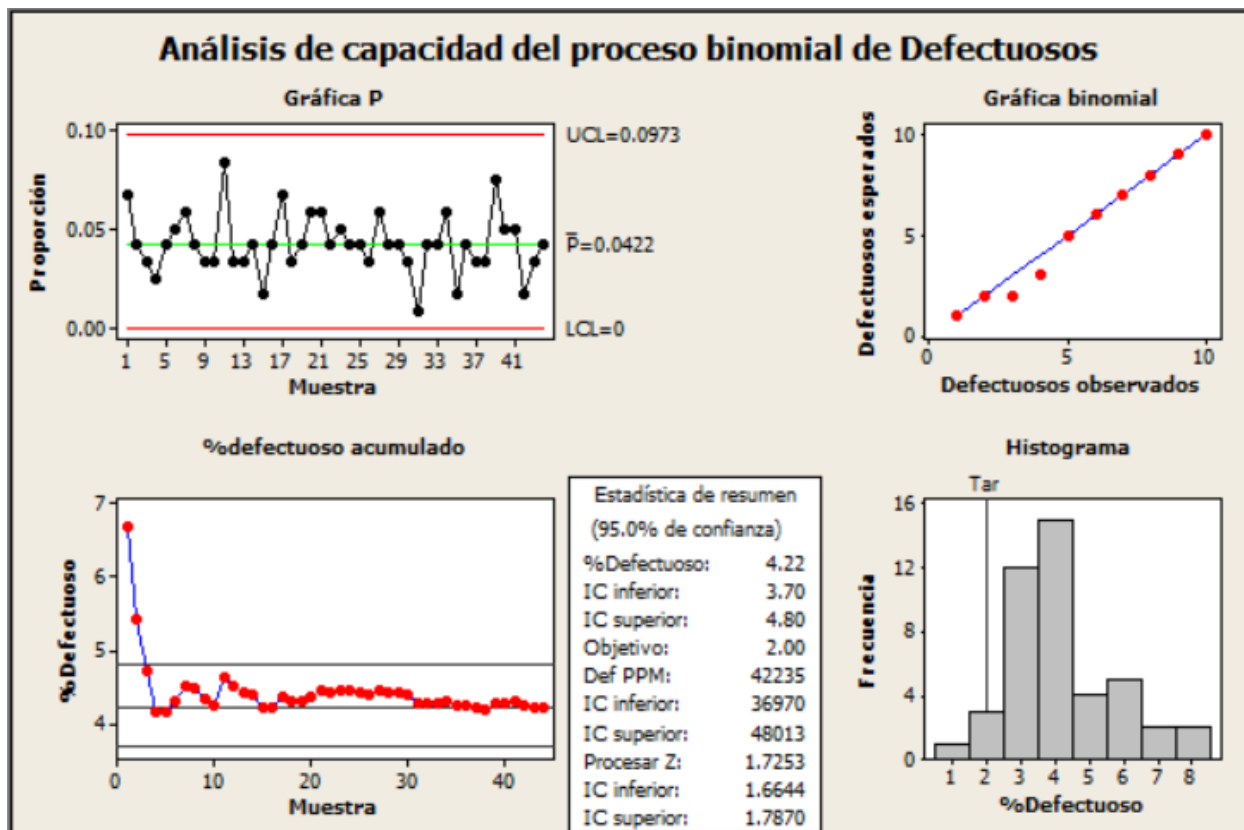 Análisis de capacidad del proceso binomial de Defectuosos
Gráfica P
0.10
0.05
0.00
Proporción
UCL=0.0973
P̅=0.0422
LCL=0
1 5 9 13 17 21 25 29 33 37 41
Muestra
Gráfica binomial
10
5
0
Defectuosos esperados
0 5 10
Defectuosos observados
%defectuoso acumulado
7
6
5
4
%Defectuoso
0 10 20 30 40
Muestra
Estadística de resumen
(95.0% de confianza)
%Defectuoso: 4.22
IC inferior: 3.70
IC superior: 4.80
Objetivo: 2.00
Def PPM: 42235
IC inferior: 36970
IC superior: 48013
Procesar Z: 1.7253
IC inferior: 1.6644
IC superior: 1.7870
Histograma
Tar
16
12
8
4
0
Frecuencia
1 2 3 4 5 6 7 8
%Defectuoso